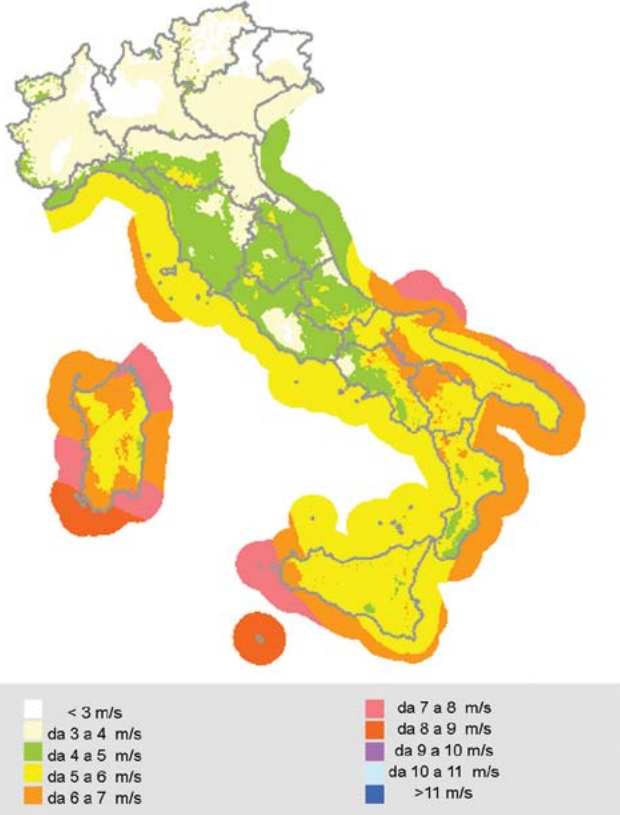 < 3 m/s
da 3 a 4 m/s
da 4 a 5 m/s
da 5 a 6 m/s
da 6 a 7 m/s
da 7 a 8 m/s
da 8 a 9 m/s
da 9 a 10 m/s
da 10 a 11 m/s
>11 m/s